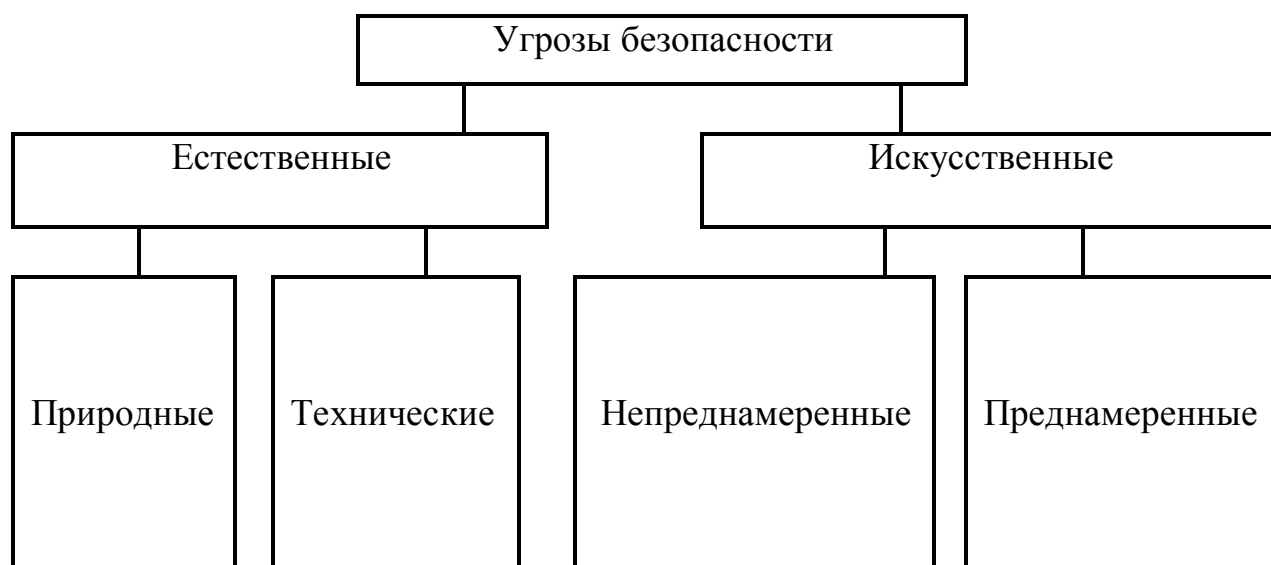 Угрозы безопасности
Естественные
Искусственные
Природные
Технические
Непреднамеренные
Преднамеренные